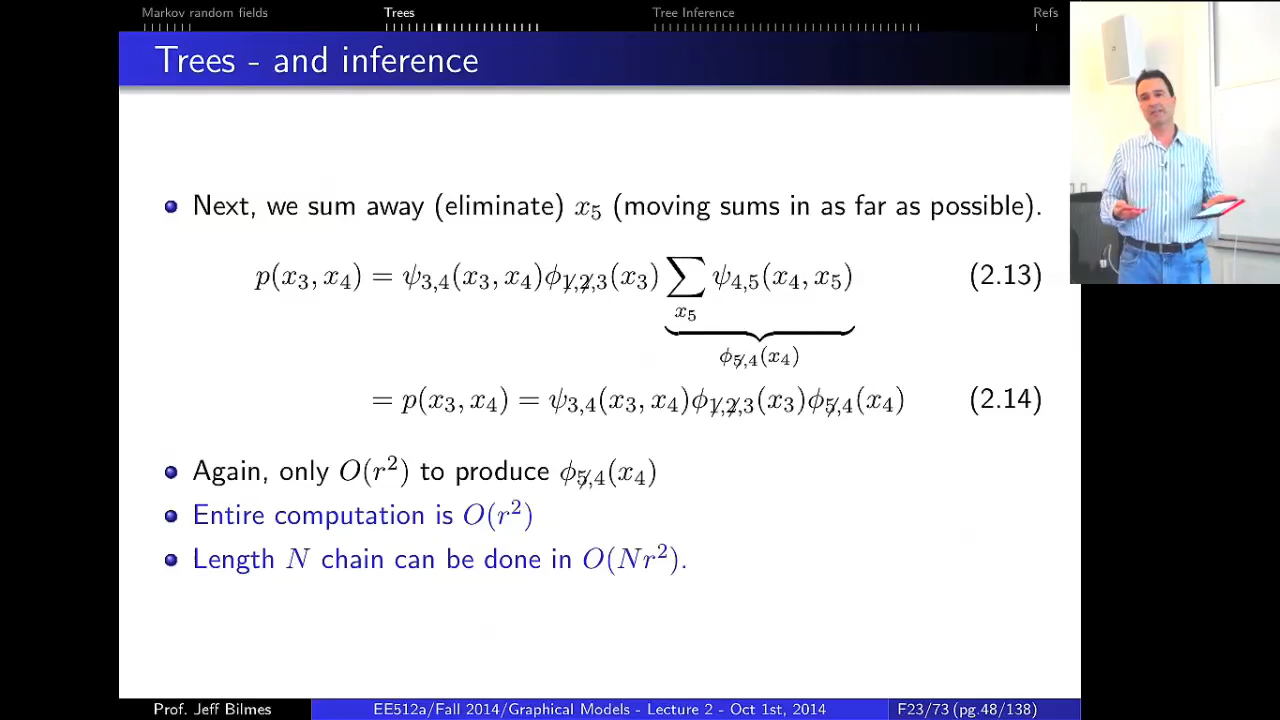 Markov random fields Trees Tree Inference Refs
Trees - and inference
Next, we sum away (eliminate) x₅ (moving sums in as far as possible).
p(x₃, x₄) = ψ₃,₄(x₃, x₄)ϕ₁̸,₂̸,₃(x₃) ∑ ψ₄,₅(x₄, x₅) (2.13)
x₅
ϕ₅̸,₄(x₄)
= p(x₃, x₄) = ψ₃,₄(x₃, x₄)ϕ₁̸,₂̸,₃(x₃)ϕ₅̸,₄(x₄) (2.14)
Again, only O(r²) to produce ϕ₅̸,₄(x₄)
Entire computation is O(r²)
Length N chain can be done in O(Nr²).
Prof. Jeff Bilmes EE512a/Fall 2014/Graphical Models - Lecture 2 - Oct 1st, 2014 F23/73 (pg.48/138)